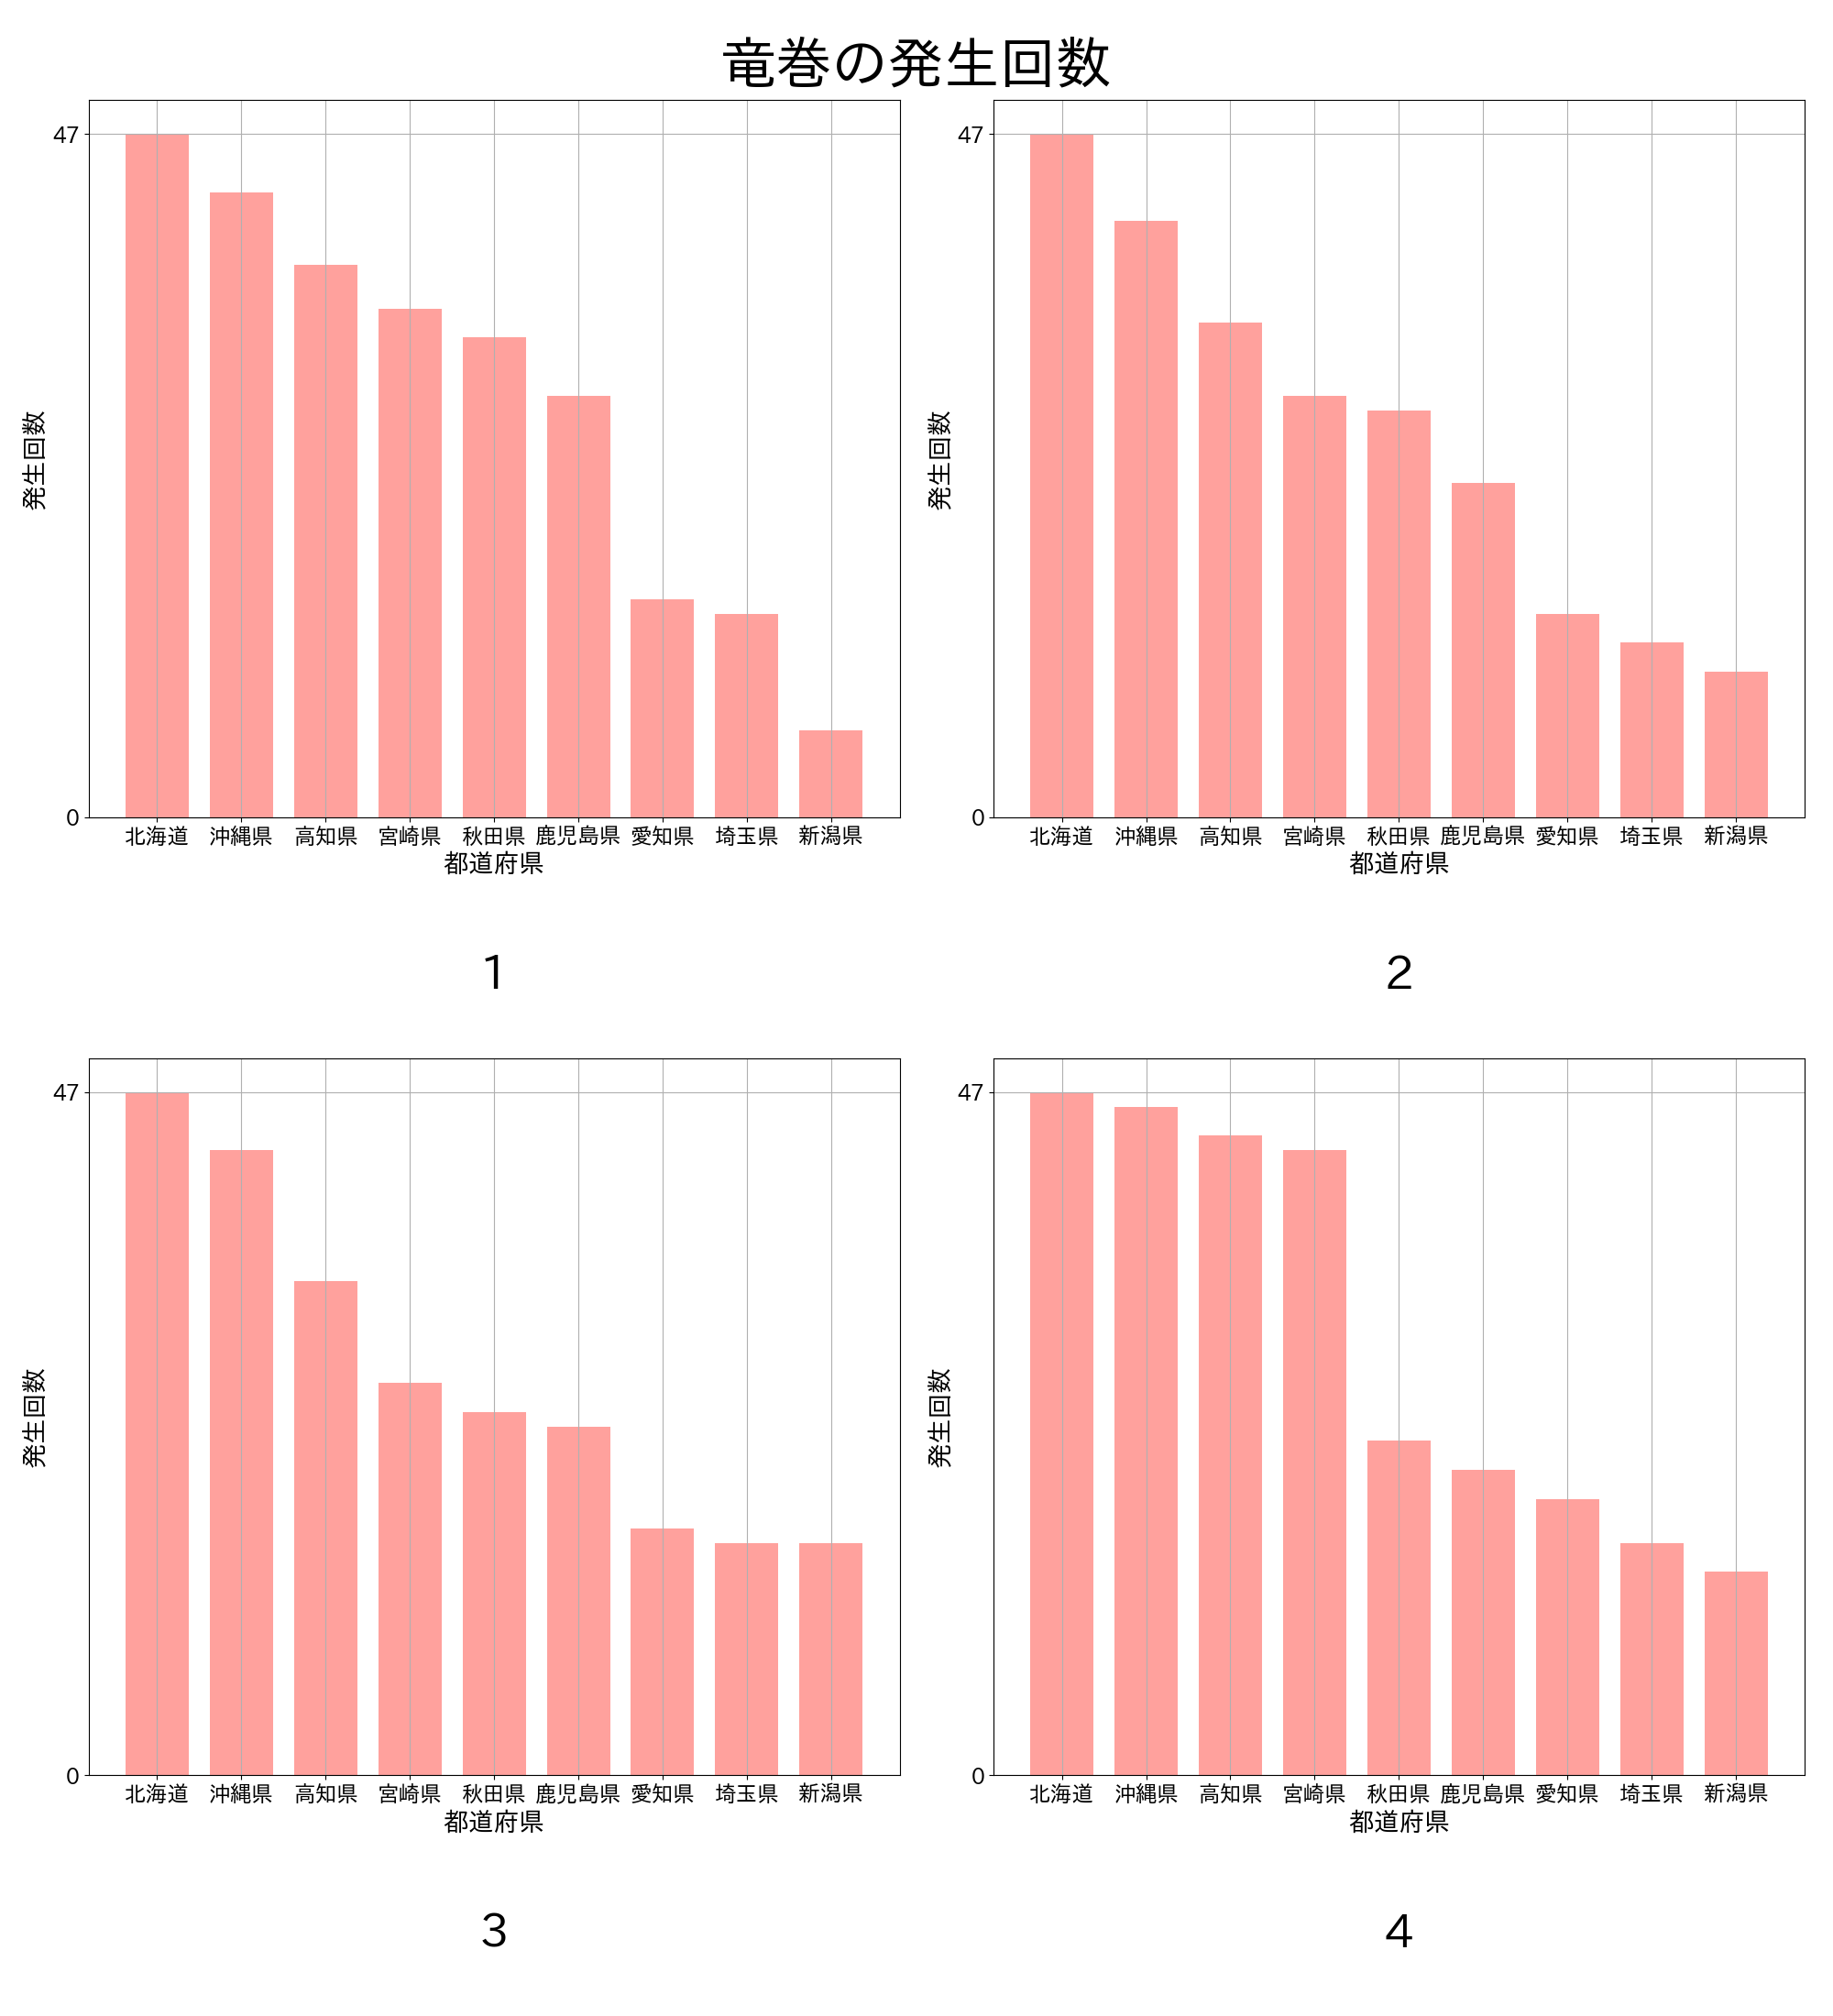 竜巻の発生回数
47
0
発生回数
北海道 沖縄県 高知県 宮崎県 秋田県 鹿児島県 愛知県 埼玉県 新潟県
都道府県
1
47
0
発生回数
北海道 沖縄県 高知県 宮崎県 秋田県 鹿児島県 愛知県 埼玉県 新潟県
都道府県
2
47
0
発生回数
北海道 沖縄県 高知県 宮崎県 秋田県 鹿児島県 愛知県 埼玉県 新潟県
都道府県
3
47
0
発生回数
北海道 沖縄県 高知県 宮崎県 秋田県 鹿児島県 愛知県 埼玉県 新潟県
都道府県
4